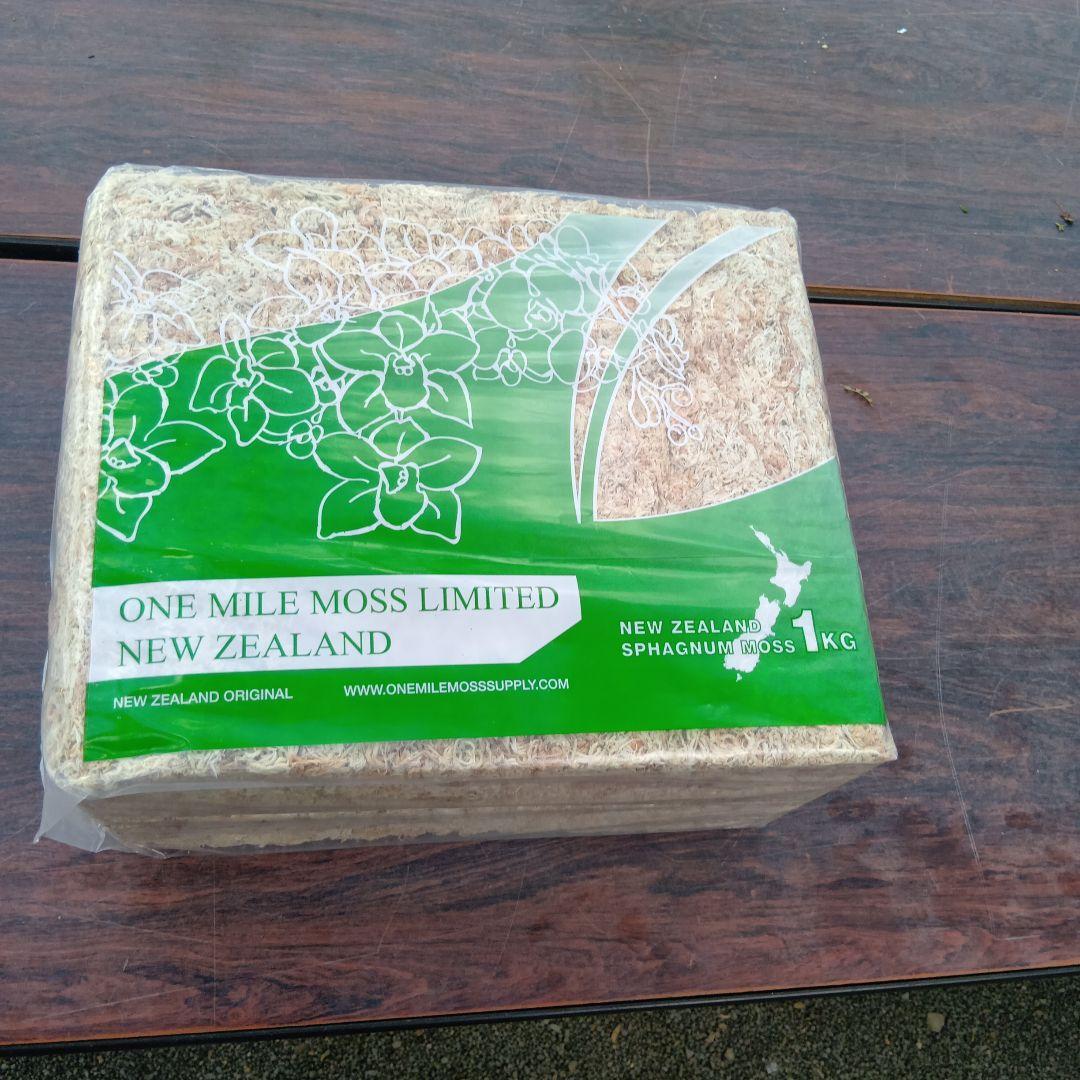 ONE MILE MOSS LIMITED
NEW ZEALAND
NEW ZEALAND ORIGINAL
WWW.ONEMILEMOSSSUPPLY.COM
NEW ZEALAND
SPHAGNUM MOSS 1KG